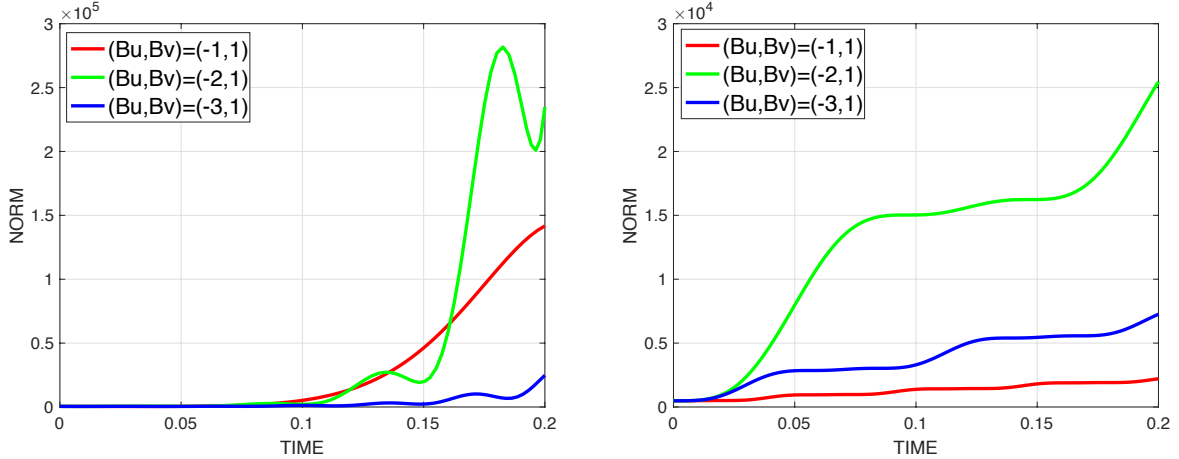 ×10⁵
3
2.5
2
1.5
1
0.5
0
NORM
(Bu,Bv)=(-1,1)
(Bu,Bv)=(-2,1)
(Bu,Bv)=(-3,1)
0 0.05 0.1 0.15 0.2
TIME
×10⁴
3
2.5
2
1.5
1
0.5
0
NORM
(Bu,Bv)=(-1,1)
(Bu,Bv)=(-2,1)
(Bu,Bv)=(-3,1)
0 0.05 0.1 0.15 0.2
TIME